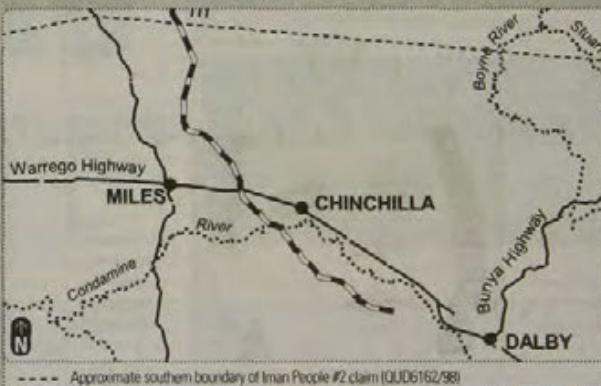 Boyne River
Stuart
Warrego Highway
MILES
CHINCHILLA
River
Condamine
Bunya Highway
DALBY
N
Approximate southern boundary of Iman People #2 claim (QUD6162/98)